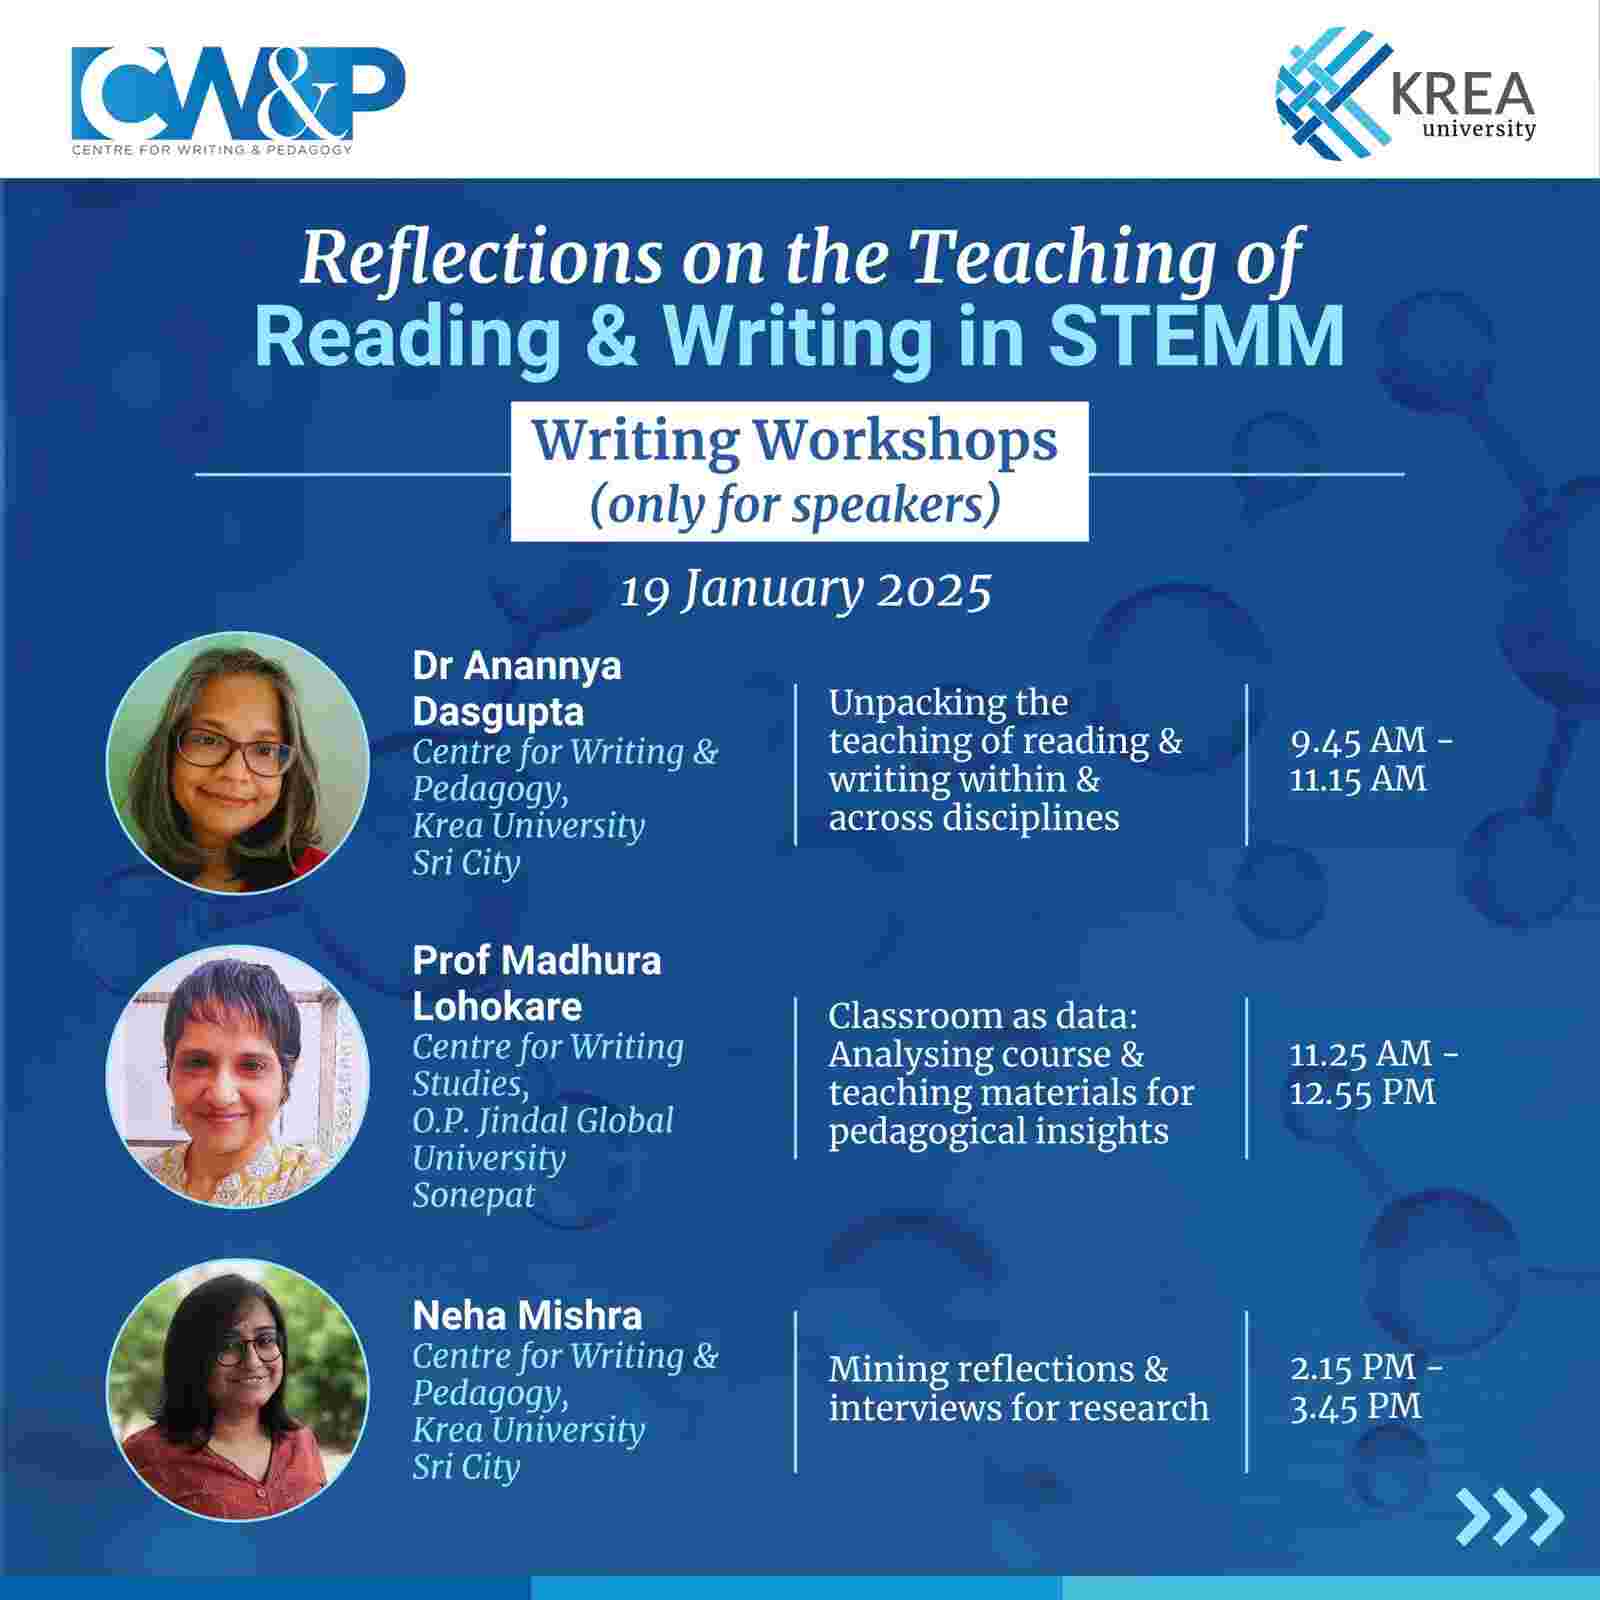 CW&P
CENTRE FOR WRITING & PEDAGOGY
KREA
university
Reflections on the Teaching of
Reading & Writing in STEMM
Writing Workshops
(only for speakers)
19 January 2025
Dr Anannya
Dasgupta
Centre for Writing &
Pedagogy,
Krea University
Sri City
Unpacking the
teaching of reading &
writing within &
across disciplines
9.45 AM -
11.15 AM
Prof Madhura
Lohokare
Centre for Writing
Studies,
O.P. Jindal Global
University
Sonepat
Classroom as data:
Analysing course &
teaching materials for
pedagogical insights
11.25 AM -
12.55 PM
Neha Mishra
Centre for Writing &
Pedagogy,
Krea University
Sri City
Mining reflections &
interviews for research
2.15 PM -
3.45 PM